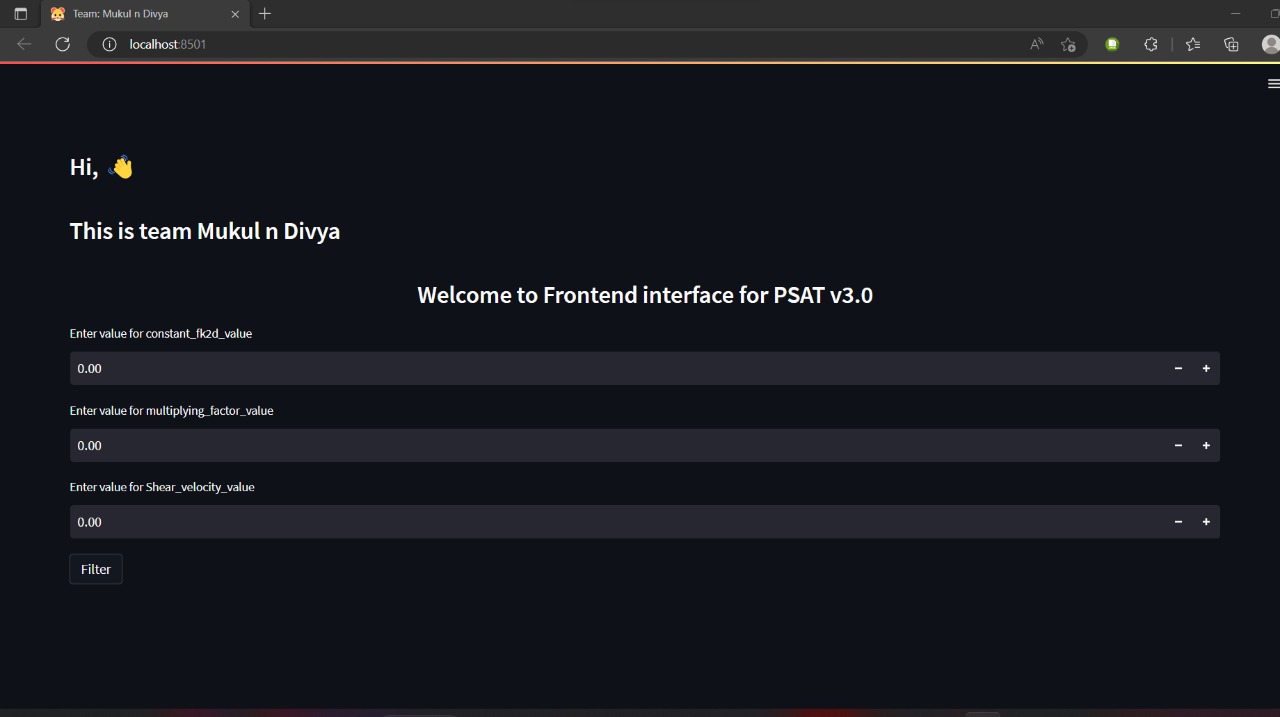 Team: Mukul n Divya
localhost:8501
Hi, 👋
This is team Mukul n Divya
Welcome to Frontend interface for PSAT v3.0
Enter value for constant_fk2d_value
0.00
Enter value for multiplying_factor_value
0.00
Enter value for Shear_velocity_value
0.00
Filter